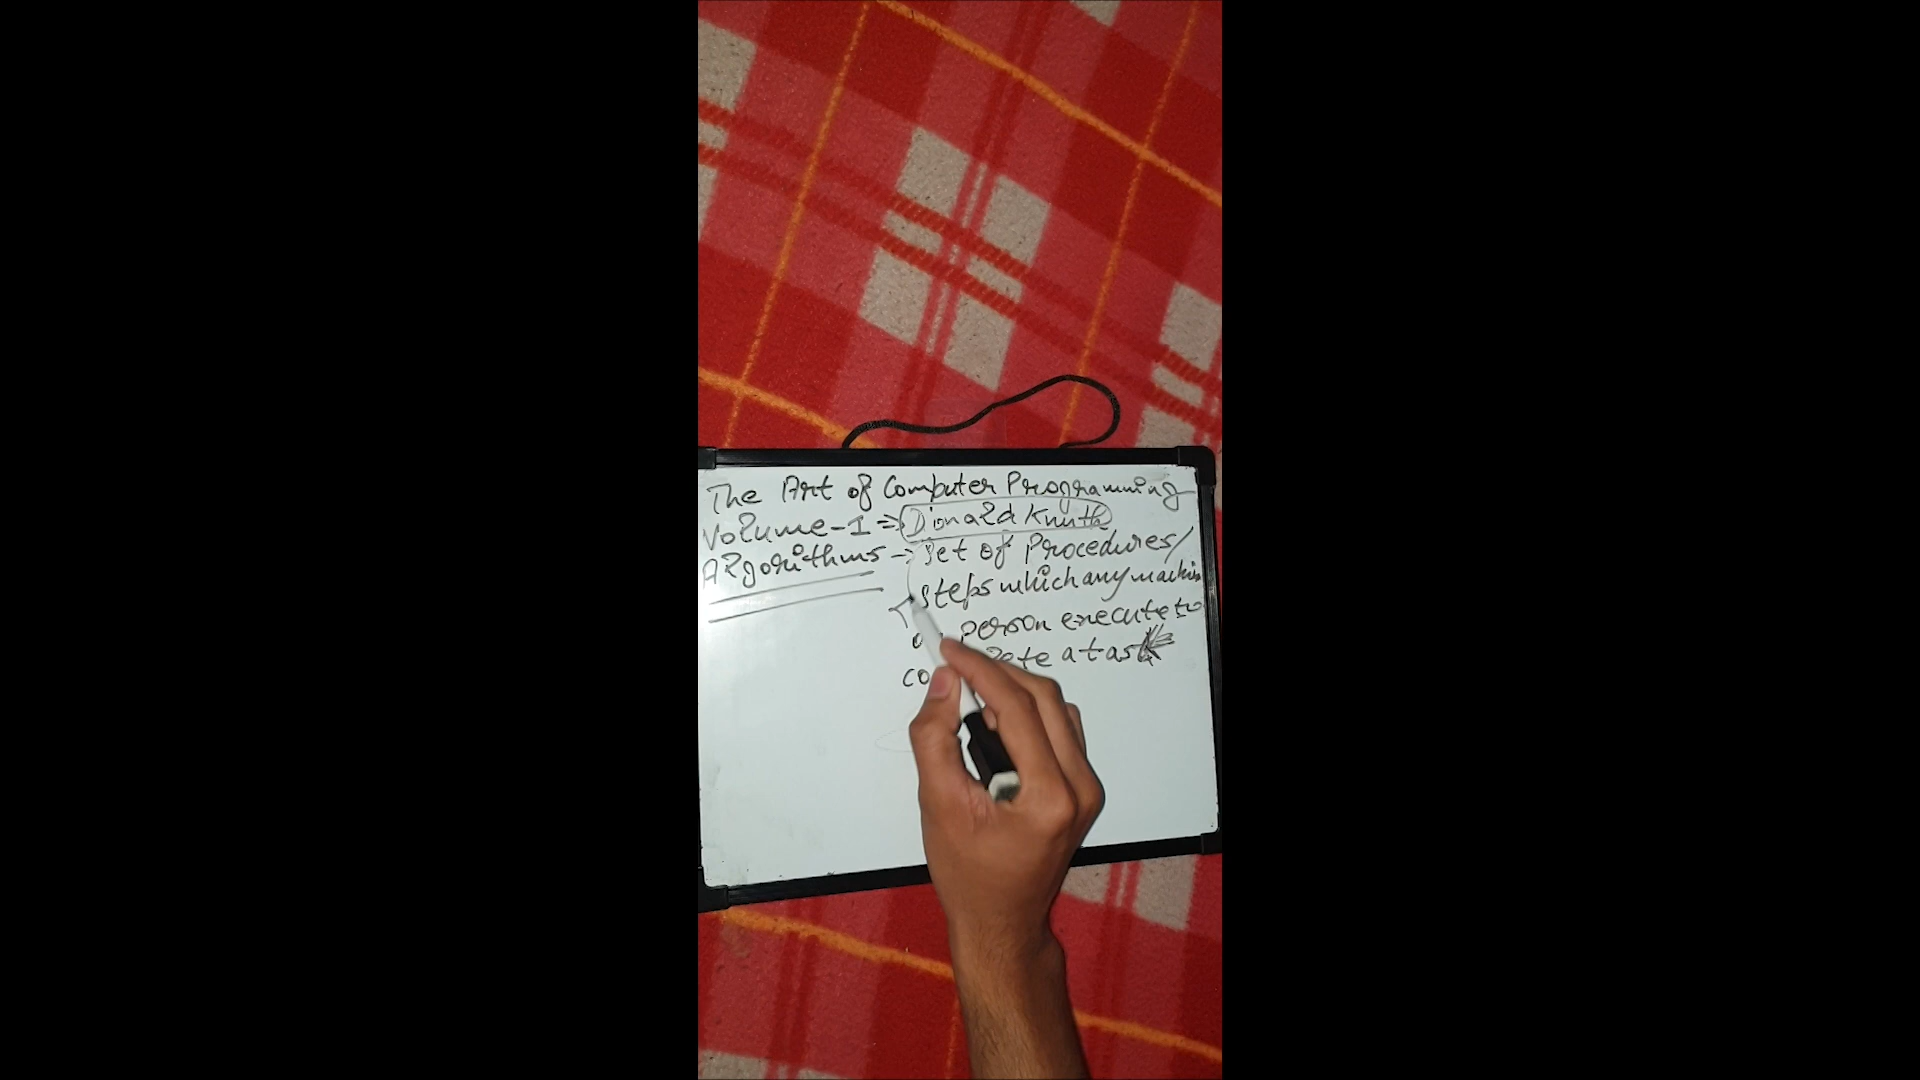 The Art of Computer Programming
Volume-1 => Donald Knuth
Algorithms -> Set of Procedures/
steps which any machin
person execute to
a task